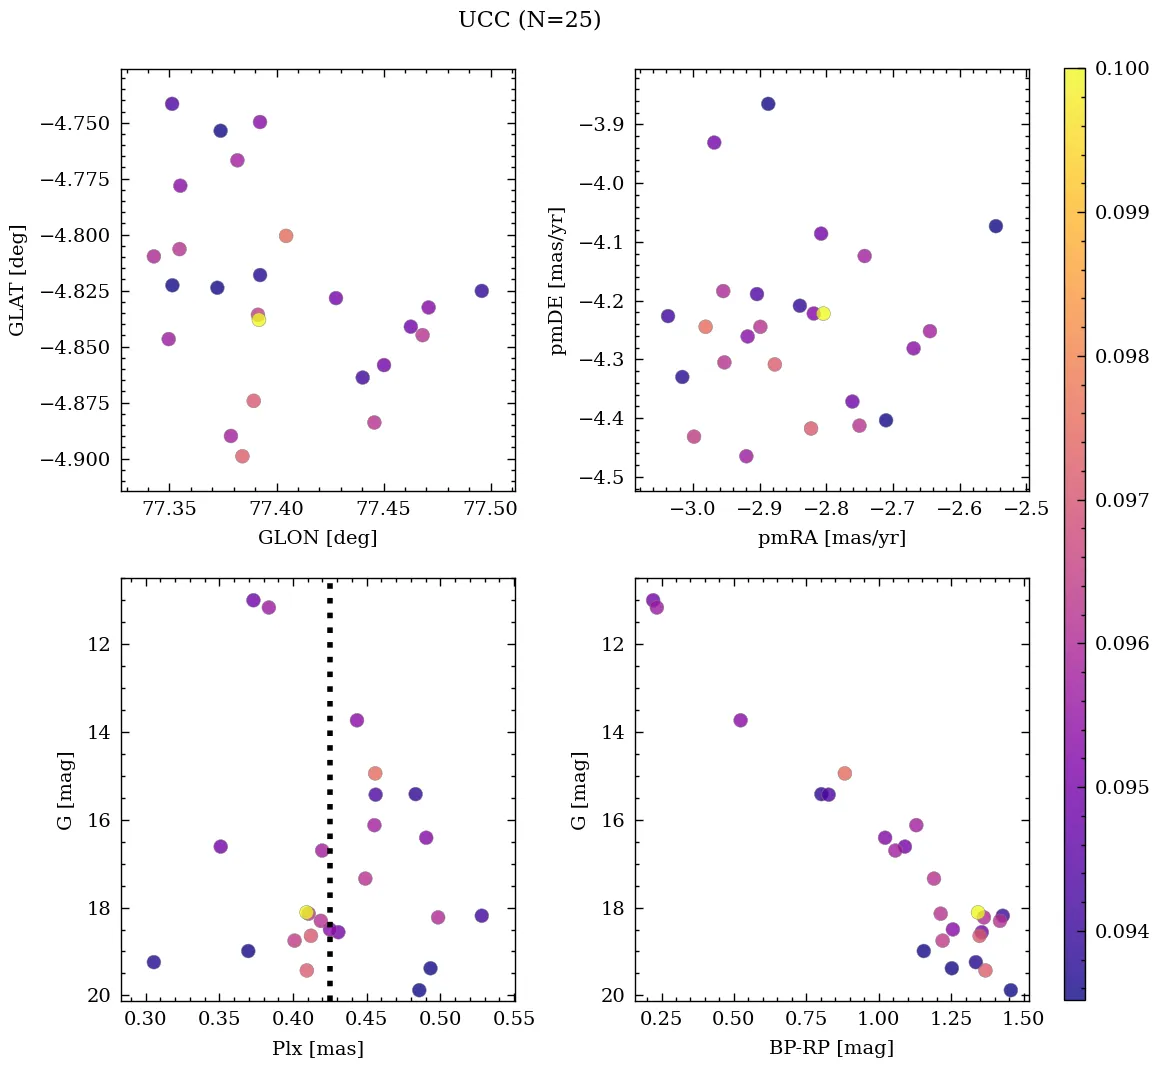 UCC (N=25)
−4.750
−4.775
−4.800
−4.825
−4.850
−4.875
−4.900
GLAT [deg]
77.35 77.40 77.45 77.50
GLON [deg]
−3.9
−4.0
−4.1
−4.2
−4.3
−4.4
−4.5
pmDE [mas/yr]
−3.0 −2.9 −2.8 −2.7 −2.6 −2.5
pmRA [mas/yr]
12
14
16
18
20
G [mag]
0.30 0.35 0.40 0.45 0.50 0.55
Plx [mas]
12
14
16
18
20
G [mag]
0.25 0.50 0.75 1.00 1.25 1.50
BP-RP [mag]
0.100
0.099
0.098
0.097
0.096
0.095
0.094